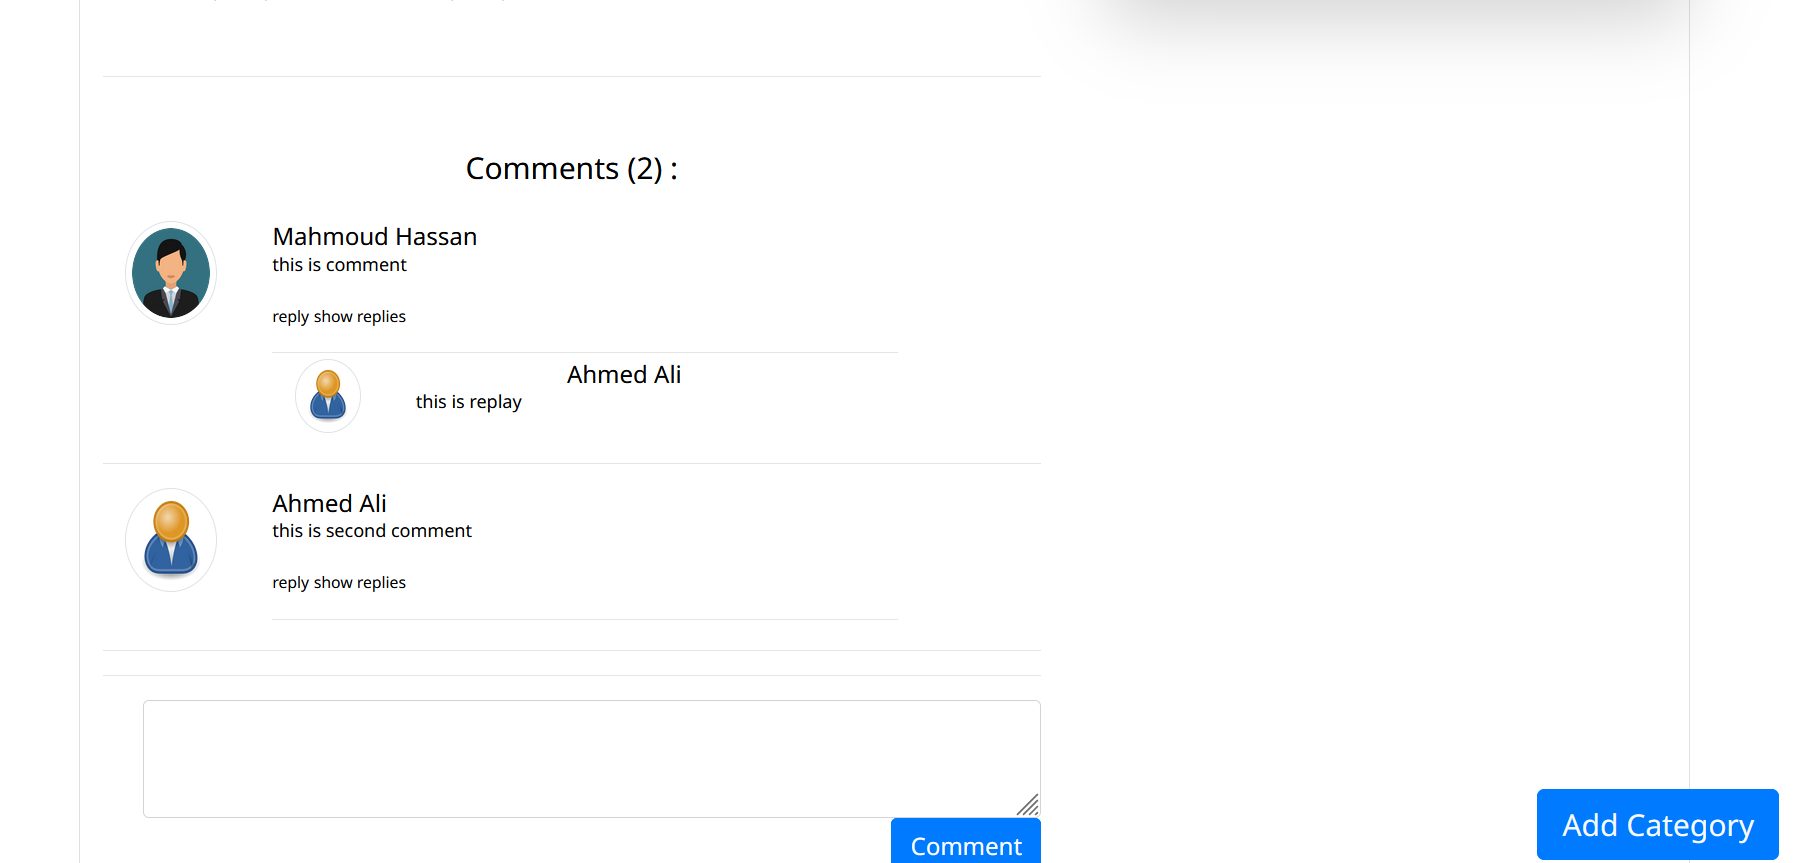 Comments (2) :
Mahmoud Hassan
this is comment
reply show replies
Ahmed Ali
this is replay
Ahmed Ali
this is second comment
reply show replies
Comment
Add Category